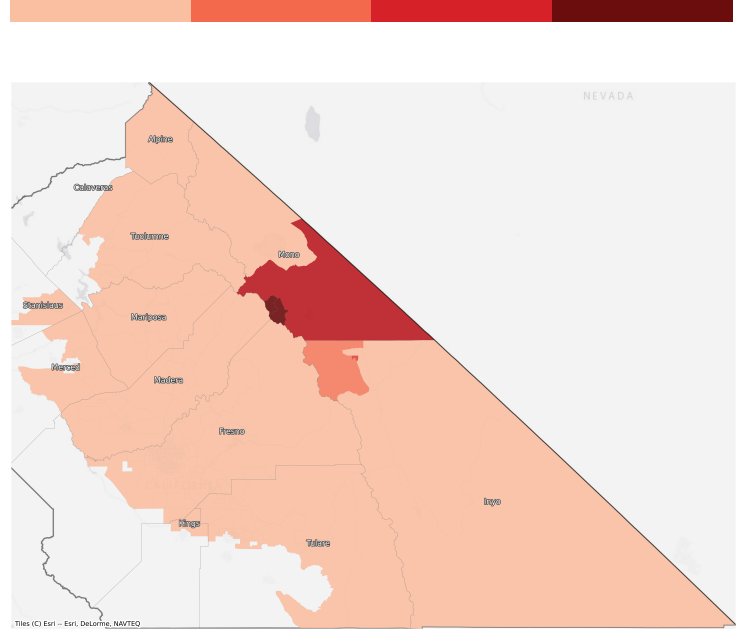 NEVADA
Alpine
Calaveras
Tuolumne
Mono
Stanislaus
Mariposa
Merced
Madera
Fresno
Inyo
Kings
Tulare
Tiles (C) Esri -- Esri, DeLorme, NAVTEQ